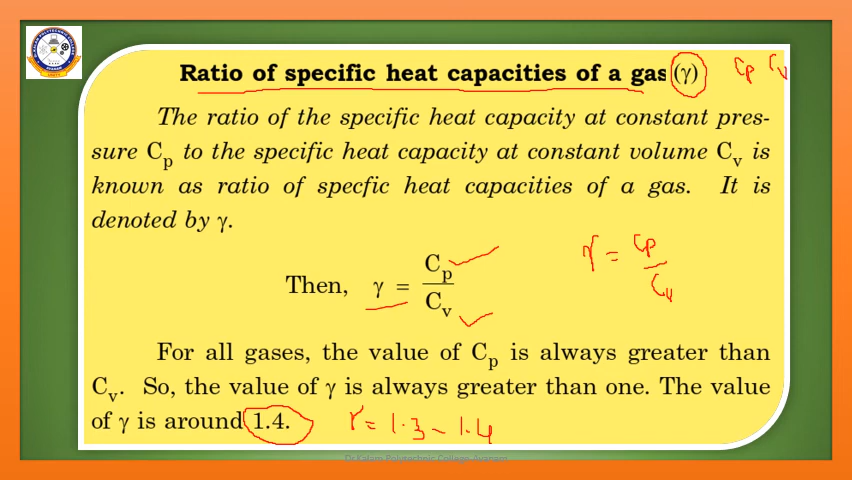 Ratio of specific heat capacities of a gas (γ) Cp Cv
The ratio of the specific heat capacity at constant pres-
sure Cp to the specific heat capacity at constant volume Cv is
known as ratio of specfic heat capacities of a gas. It is
denoted by γ.
Then, γ = Cp / Cv
γ = Cp / Cv
For all gases, the value of Cp is always greater than
Cv. So, the value of γ is always greater than one. The value
of γ is around 1.4. γ = 1.3 - 1.4